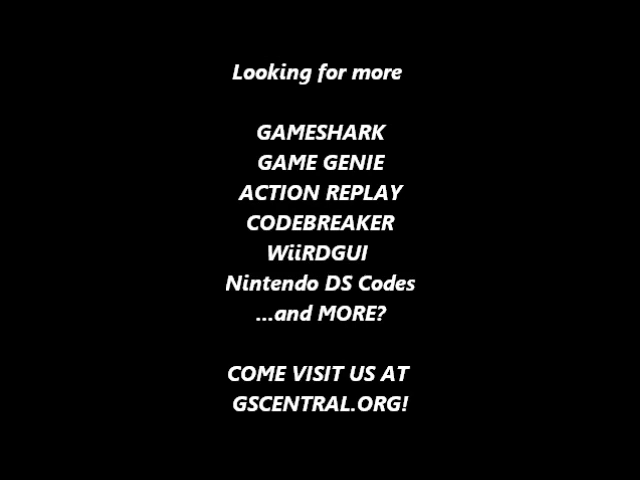 Looking for more
GAMESHARK
GAME GENIE
ACTION REPLAY
CODEBREAKER
WiiRDGUI
Nintendo DS Codes
...and MORE?
COME VISIT US AT
GSCENTRAL.ORG!